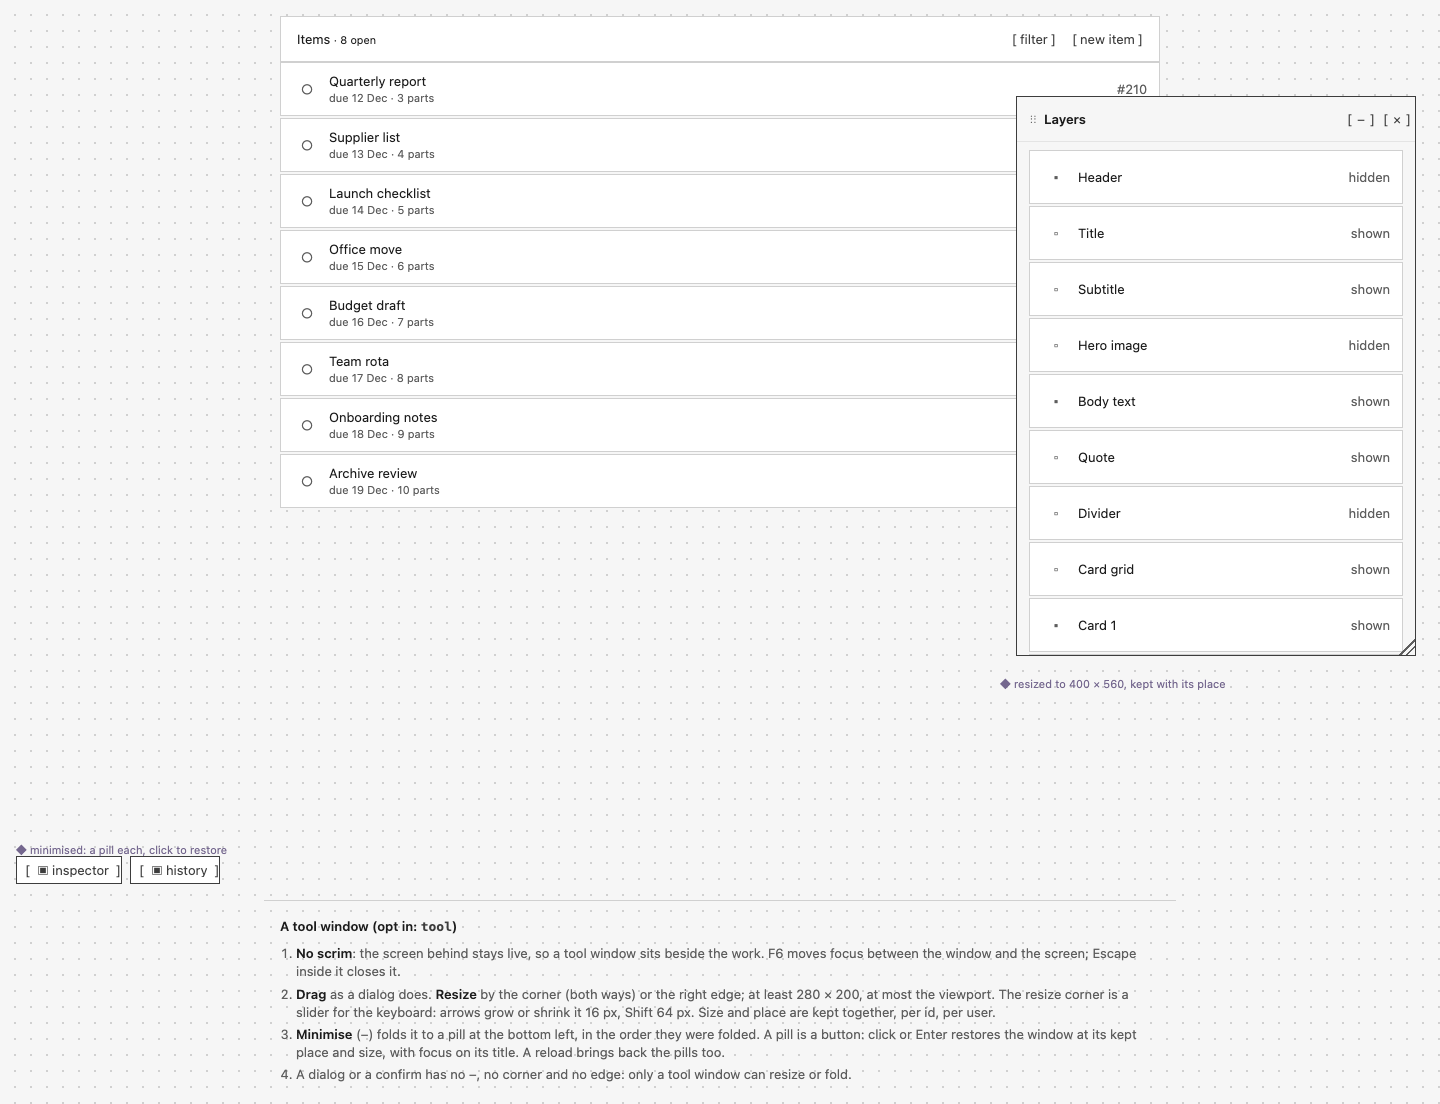 Items · 8 open
[ filter ] [ new item ]
Quarterly report
due 12 Dec · 3 parts
#210
Supplier list
due 13 Dec · 4 parts
Launch checklist
due 14 Dec · 5 parts
Office move
due 15 Dec · 6 parts
Budget draft
due 16 Dec · 7 parts
Team rota
due 17 Dec · 8 parts
Onboarding notes
due 18 Dec · 9 parts
Archive review
due 19 Dec · 10 parts
Layers [ – ] [ × ]
Header hidden
Title shown
Subtitle shown
Hero image hidden
Body text shown
Quote shown
Divider hidden
Card grid shown
Card 1 shown
◆ resized to 400 × 560, kept with its place
◆ minimised: a pill each, click to restore
[ ▣ inspector ] [ ▣ history ]
A tool window (opt in: tool)
1. No scrim: the screen behind stays live, so a tool window sits beside the work. F6 moves focus between the window and the screen; Escape
inside it closes it.
2. Drag as a dialog does. Resize by the corner (both ways) or the right edge; at least 280 × 200, at most the viewport. The resize corner is a
slider for the keyboard: arrows grow or shrink it 16 px, Shift 64 px. Size and place are kept together, per id, per user.
3. Minimise (–) folds it to a pill at the bottom left, in the order they were folded. A pill is a button: click or Enter restores the window at its kept
place and size, with focus on its title. A reload brings back the pills too.
4. A dialog or a confirm has no –, no corner and no edge: only a tool window can resize or fold.